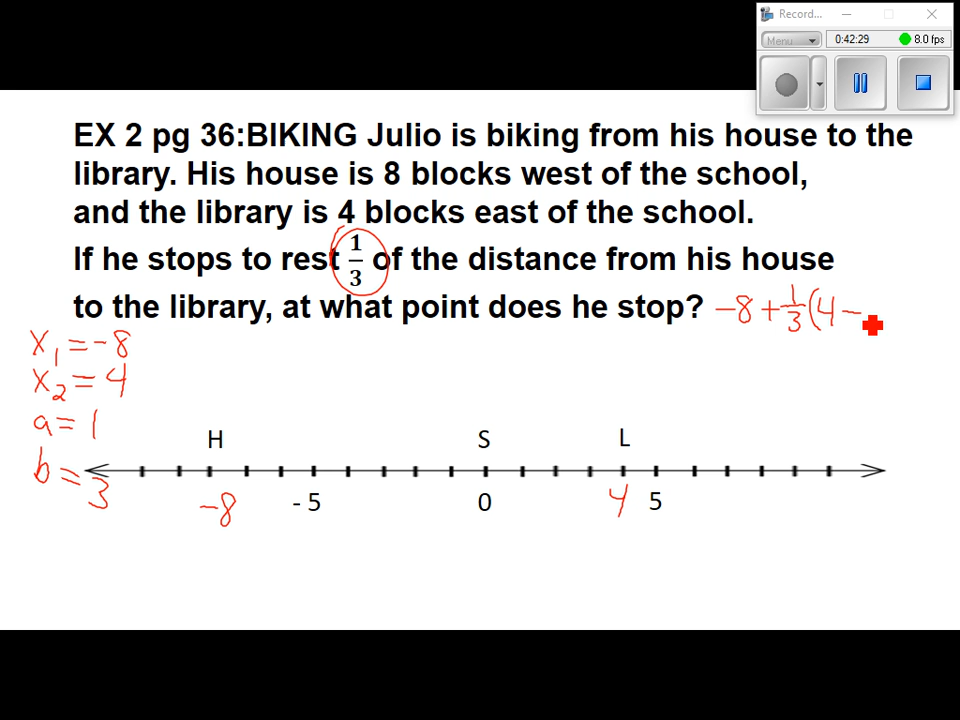 Record...
Menu
0:42:29
8.0 fps
EX 2 pg 36:BIKING Julio is biking from his house to the
library. His house is 8 blocks west of the school,
and the library is 4 blocks east of the school.
If he stops to rest 1/3 of the distance from his house
to the library, at what point does he stop? -8 + 1/3 (4 -
x₁ = -8
x₂ = 4
a = 1
b = 3
H S L
-8 - 5 0 4 5